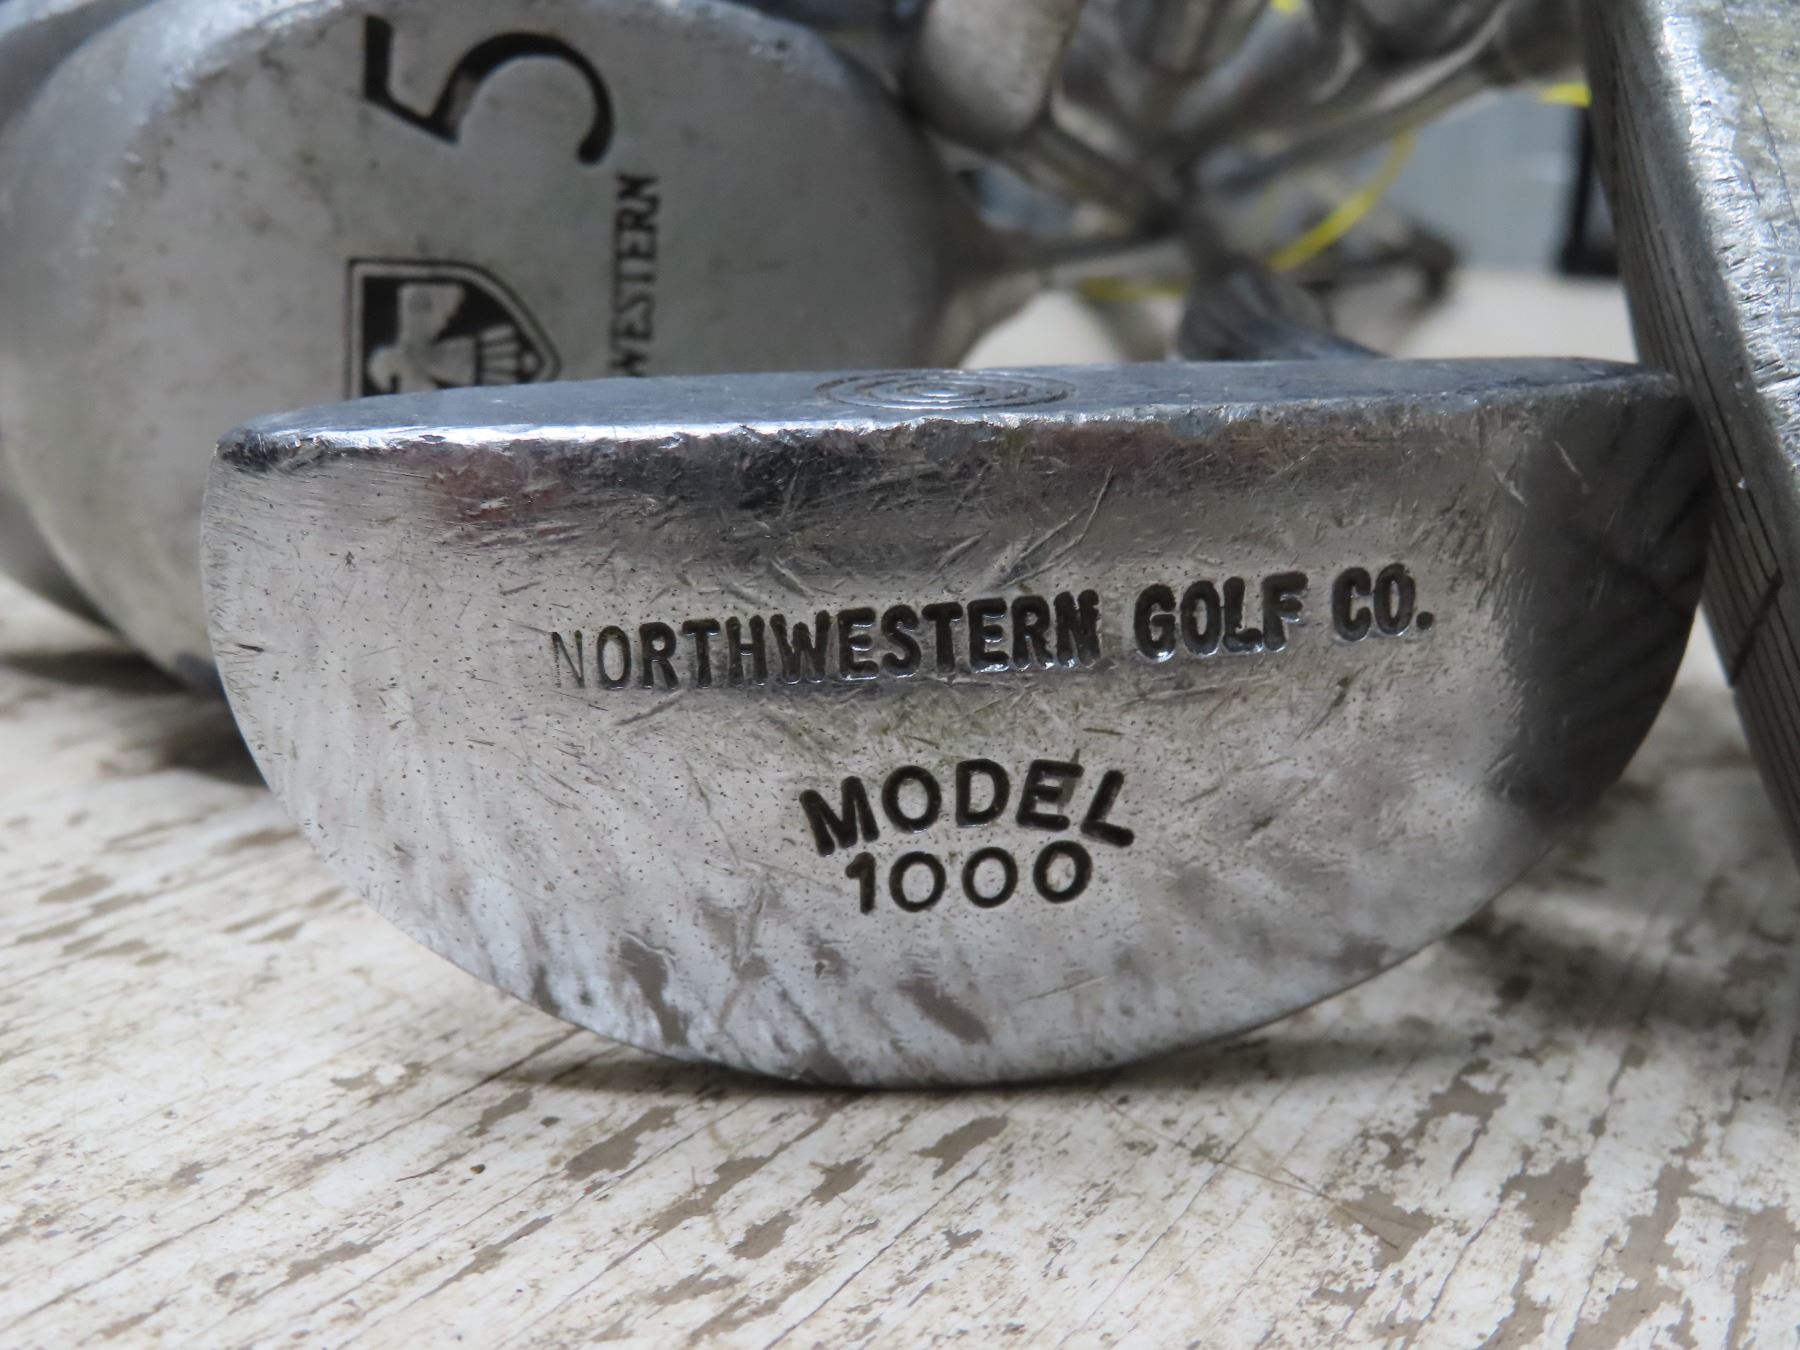 5
WESTERN
NORTHWESTERN GOLF CO.
MODEL
1000